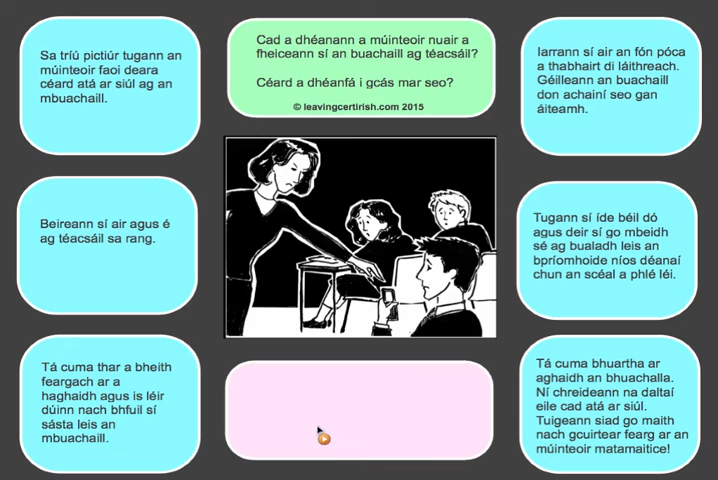 Sa tríú pictiúr tugann an
múinteoir faoi deara
céard atá ar siúl ag an
mbuachaill.
Beireann sí air agus é
ag téacsáil sa rang.
Tá cuma thar a bheith
feargach ar a
haghaidh agus is léir
dúinn nach bhfuil sí
sásta leis an
mbuachaill.
Cad a dhéanann a múinteoir nuair a
fheiceann sí an buachaill ag téacsáil?
Céard a dhéanfá i gcás mar seo?
© leavingcertirish.com 2015
Iarrann sí air an fón póca
a thabhairt di láithreach.
Géilleann an buachaill
don achainí seo gan
áiteamh.
Tugann sí íde béil dó
agus deir sí go mbeidh
sé ag bualadh leis an
bpríomhoide níos déanaí
chun an scéal a phlé léi.
Tá cuma bhuartha ar
aghaidh an bhuachalla.
Ní chreideann na daltaí
eile cad atá ar siúl.
Tuigeann siad go maith
nach gcuirtear fearg ar an
múinteoir matamaitice!